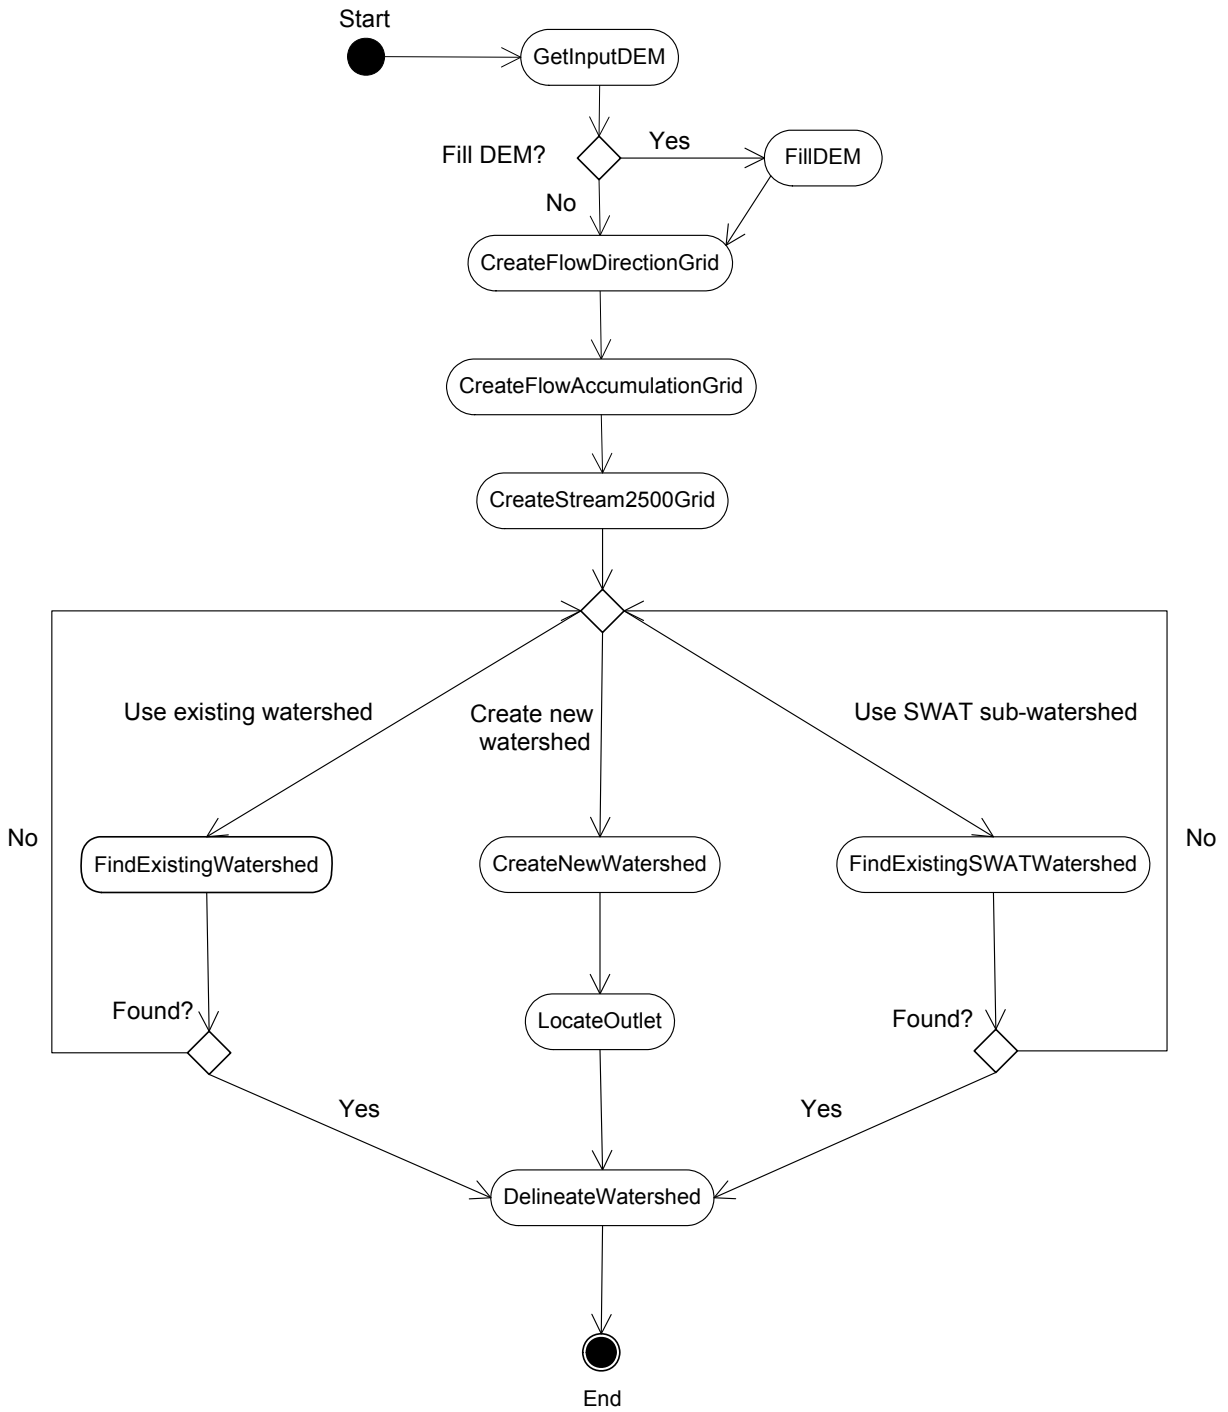 Start
GetInputDEM
Fill DEM?
Yes
FillDEM
No
CreateFlowDirectionGrid
CreateFlowAccumulationGrid
CreateStream2500Grid
Use existing watershed
Create new
watershed
Use SWAT sub-watershed
No
FindExistingWatershed
CreateNewWatershed
FindExistingSWATWatershed
No
Found?
LocateOutlet
Found?
Yes
Yes
DelineateWatershed
End